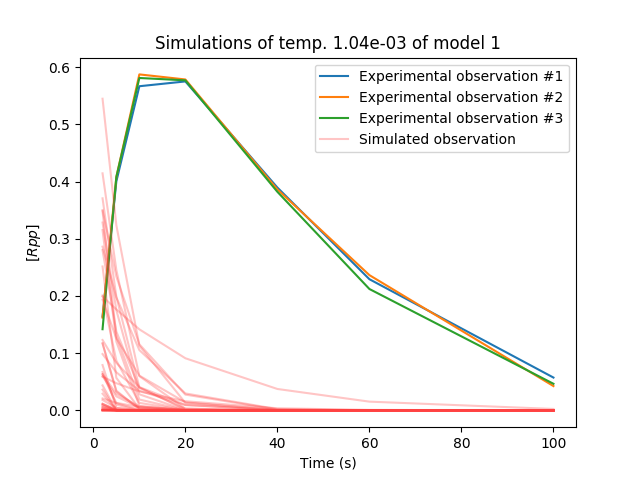 Simulations of temp. 1.04e-03 of model 1
Experimental observation #1
Experimental observation #2
Experimental observation #3
Simulated observation
[Rpp]
0.6
0.5
0.4
0.3
0.2
0.1
0.0
0 20 40 60 80 100
Time (s)